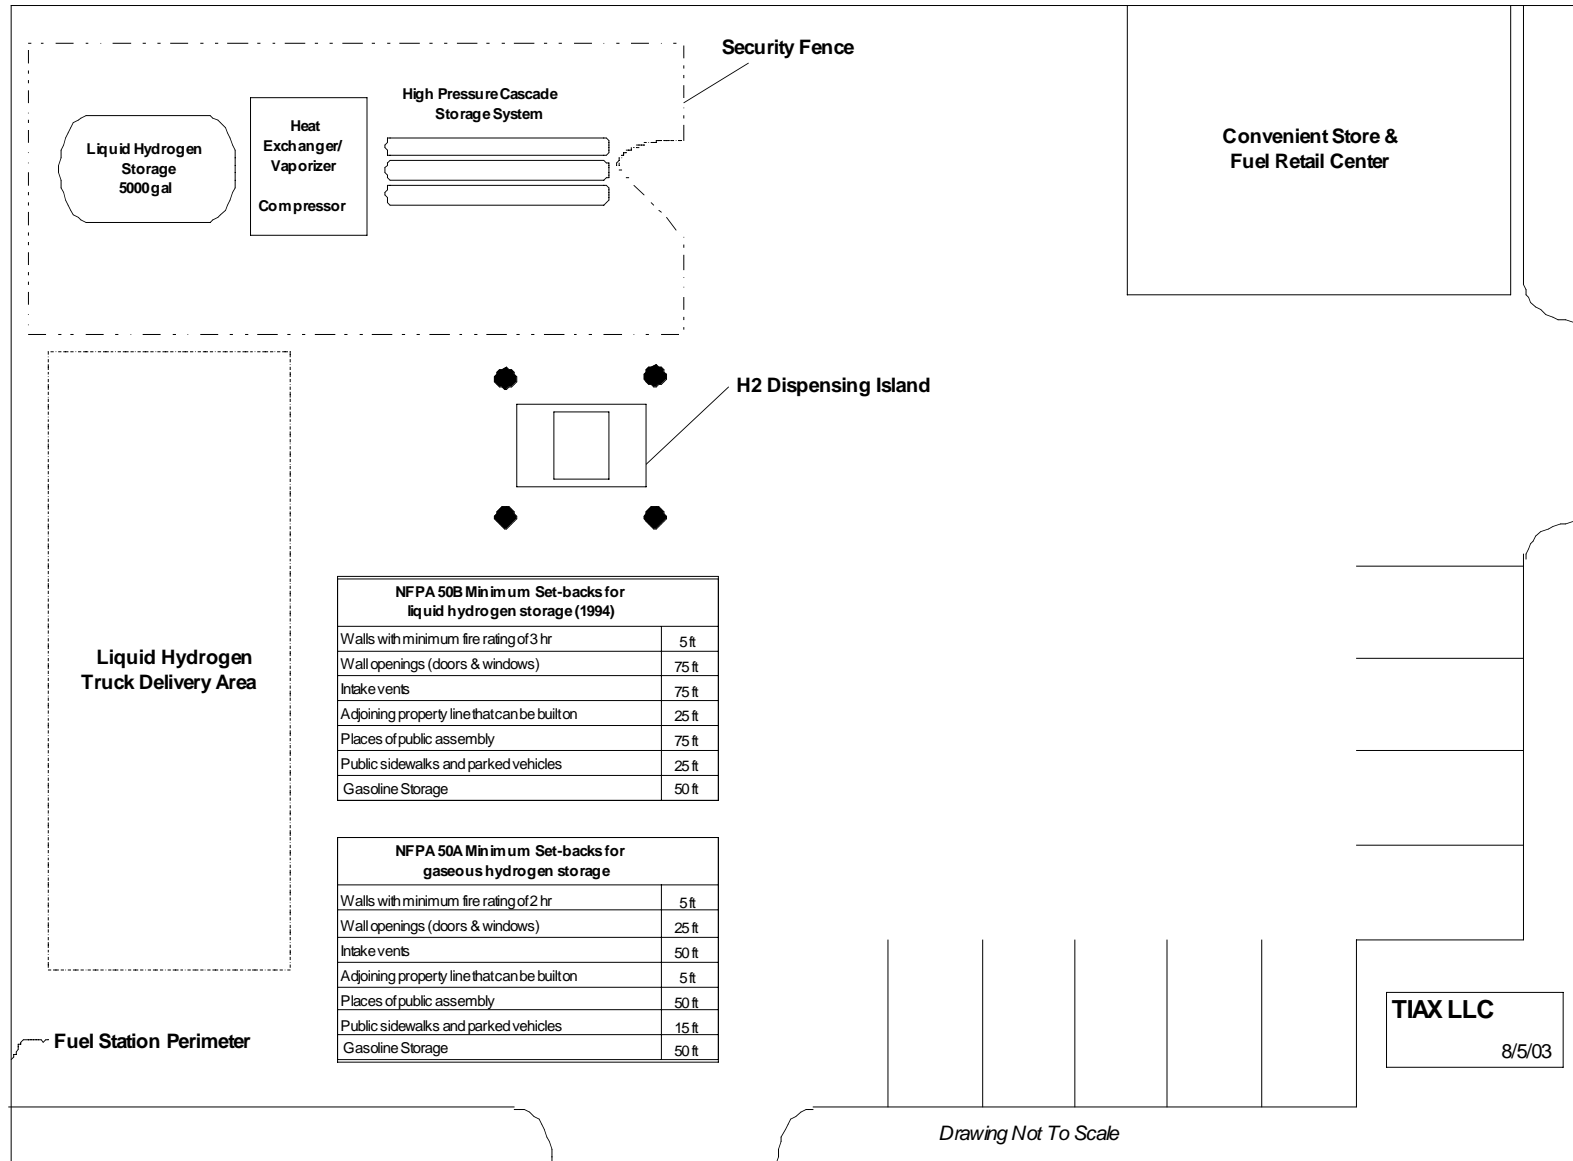 Security Fence
High Pressure Cascade
Storage System
Heat
Exchanger/
Vaporizer
Compressor
Liquid Hydrogen
Storage
5000 gal
Convenient Store &
Fuel Retail Center
H2 Dispensing Island
Liquid Hydrogen
Truck Delivery Area
NFPA 50B Minimum Set-backs for
liquid hydrogen storage (1994)
Walls with minimum fire rating of 3 hr 5 ft
Wall openings (doors & windows) 75 ft
Intake vents 75 ft
Adjoining property line that can be built on 25 ft
Places of public assembly 75 ft
Public sidewalks and parked vehicles 25 ft
Gasoline Storage 50 ft
NFPA 50A Minimum Set-backs for
gaseous hydrogen storage
Walls with minimum fire rating of 2 hr 5 ft
Wall openings (doors & windows) 25 ft
Intake vents 50 ft
Adjoining property line that can be built on 5 ft
Places of public assembly 50 ft
Public sidewalks and parked vehicles 15 ft
Gasoline Storage 50 ft
Fuel Station Perimeter
TIAX LLC
8/5/03
Drawing Not To Scale